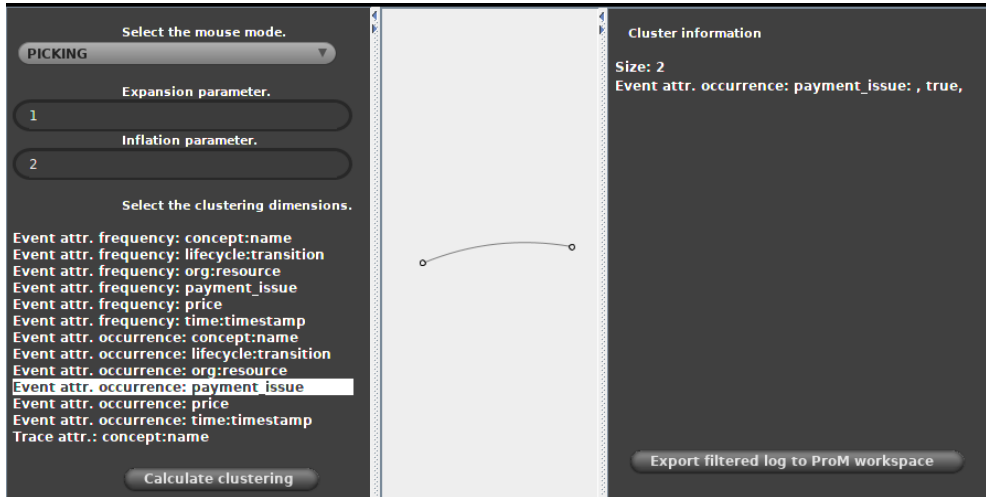 Select the mouse mode.
PICKING
Expansion parameter.
1
Inflation parameter.
2
Select the clustering dimensions.
Event attr. frequency: concept:name
Event attr. frequency: lifecycle:transition
Event attr. frequency: org:resource
Event attr. frequency: payment_issue
Event attr. frequency: price
Event attr. frequency: time:timestamp
Event attr. occurrence: concept:name
Event attr. occurrence: lifecycle:transition
Event attr. occurrence: org:resource
Event attr. occurrence: payment_issue
Event attr. occurrence: price
Event attr. occurrence: time:timestamp
Trace attr.: concept:name
Calculate clustering
Cluster information
Size: 2
Event attr. occurrence: payment_issue: , true,
Export filtered log to ProM workspace